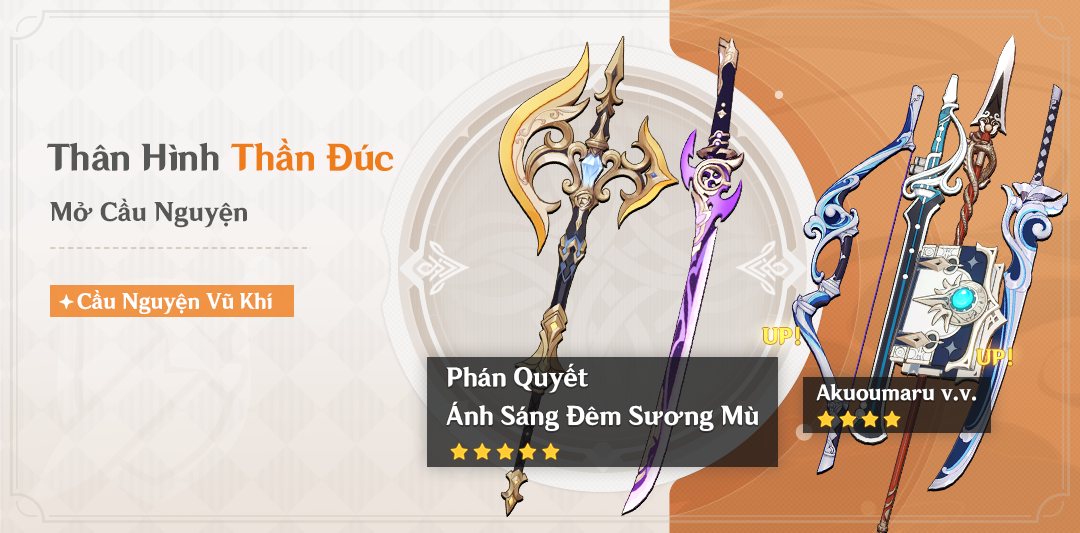 Thân Hình Thần Đúc
Mở Cầu Nguyện
Cầu Nguyện Vũ Khí
Phán Quyết
Ánh Sáng Đêm Sương Mù
UP!
UP!
Akuoumaru v.v.